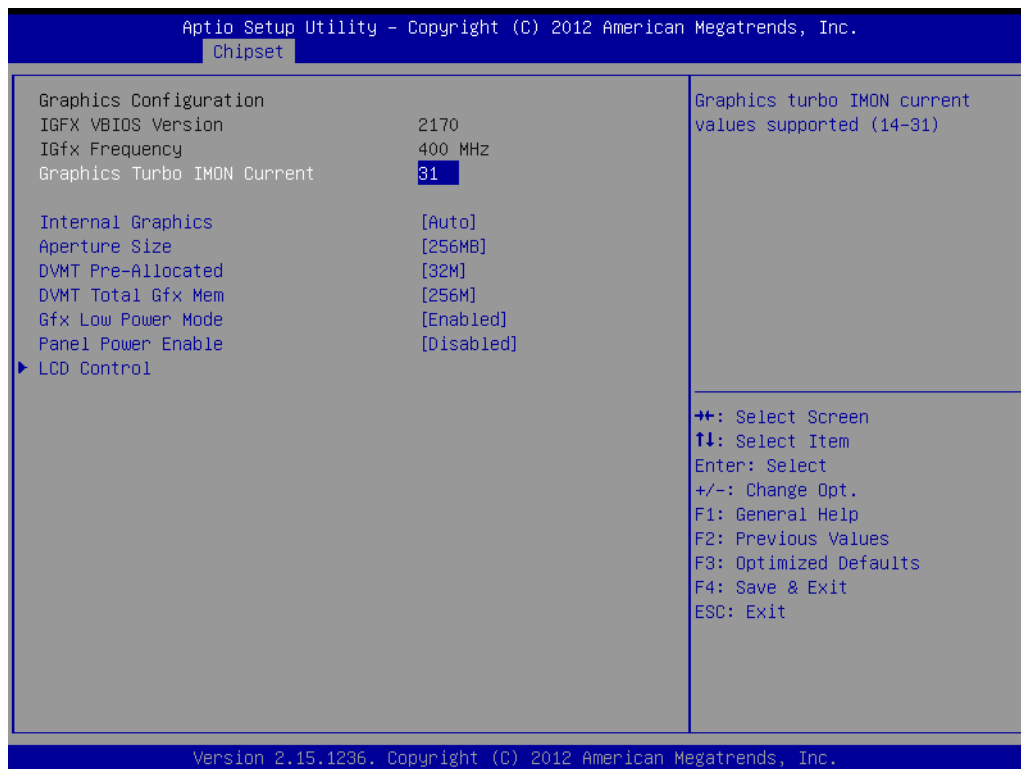 Aptio Setup Utility – Copyright (C) 2012 American Megatrends, Inc.
Chipset
Graphics Configuration
IGFX VBIOS Version 2170
IGfx Frequency 400 MHz
Graphics Turbo IMON Current 31
Internal Graphics [Auto]
Aperture Size [256MB]
DVMT Pre-Allocated [32M]
DVMT Total Gfx Mem [256M]
Gfx Low Power Mode [Enabled]
Panel Power Enable [Disabled]
▶ LCD Control
Graphics turbo IMON current
values supported (14-31)
→←: Select Screen
↑↓: Select Item
Enter: Select
+/-: Change Opt.
F1: General Help
F2: Previous Values
F3: Optimized Defaults
F4: Save & Exit
ESC: Exit
Version 2.15.1236. Copyright (C) 2012 American Megatrends, Inc.